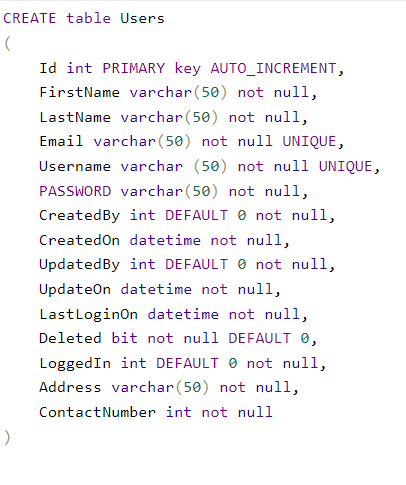 CREATE table Users
(
    Id int PRIMARY key AUTO_INCREMENT,
    FirstName varchar(50) not null,
    LastName varchar(50) not null,
    Email varchar(50) not null UNIQUE,
    Username varchar (50) not null UNIQUE,
    PASSWORD varchar(50) not null,
    CreatedBy int DEFAULT 0 not null,
    CreatedOn datetime not null,
    UpdatedBy int DEFAULT 0 not null,
    UpdateOn datetime not null,
    LastLoginOn datetime not null,
    Deleted bit not null DEFAULT 0,
    LoggedIn int DEFAULT 0 not null,
    Address varchar(50) not null,
    ContactNumber int not null
)